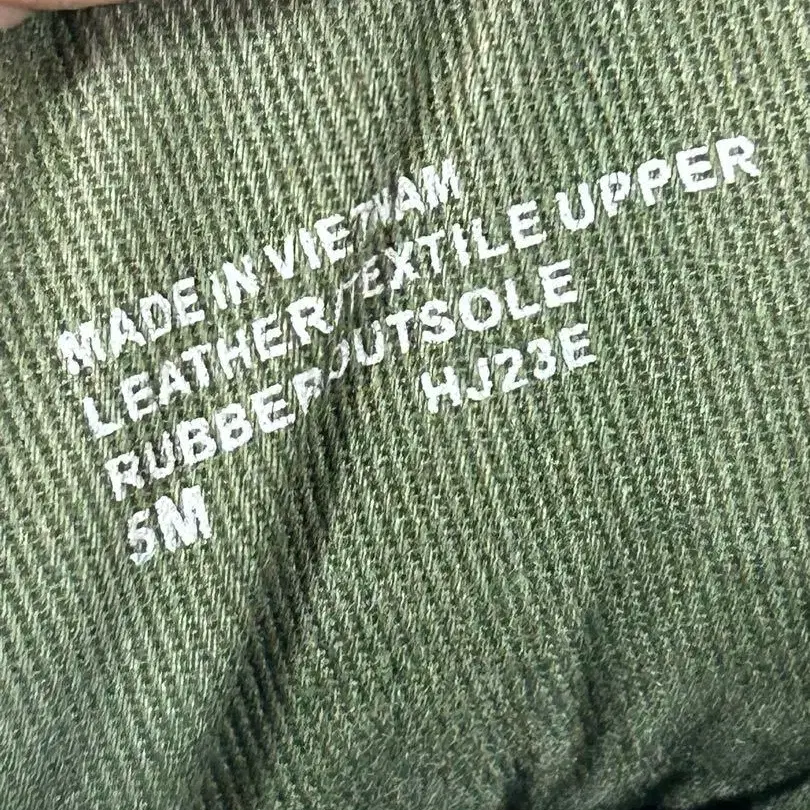 MADE IN VIETNAM
LEATHER/TEXTILE UPPER
RUBBER OUTSOLE
HJ23E
5M